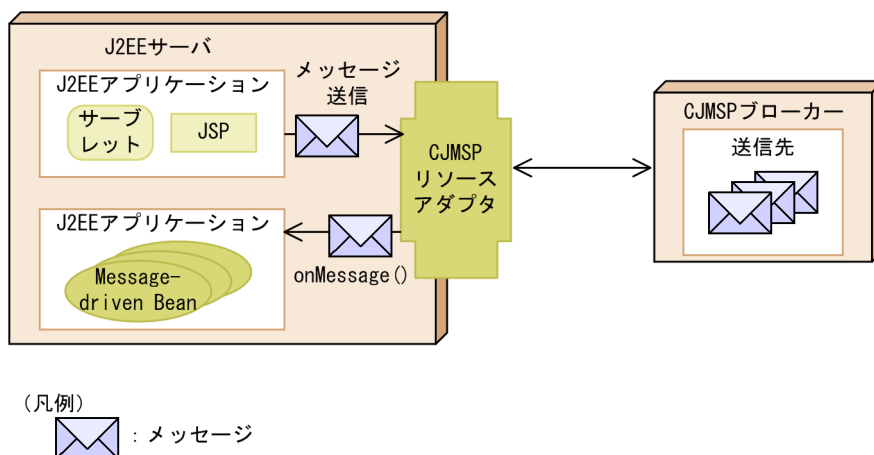 J2EEサーバ
J2EEアプリケーション
サーブ
レット
JSP
メッセージ
送信
CJMSP
リソース
アダプタ
CJMSPブローカー
送信先
J2EEアプリケーション
Message-
driven Bean
onMessage()
(凡例)
：メッセージ